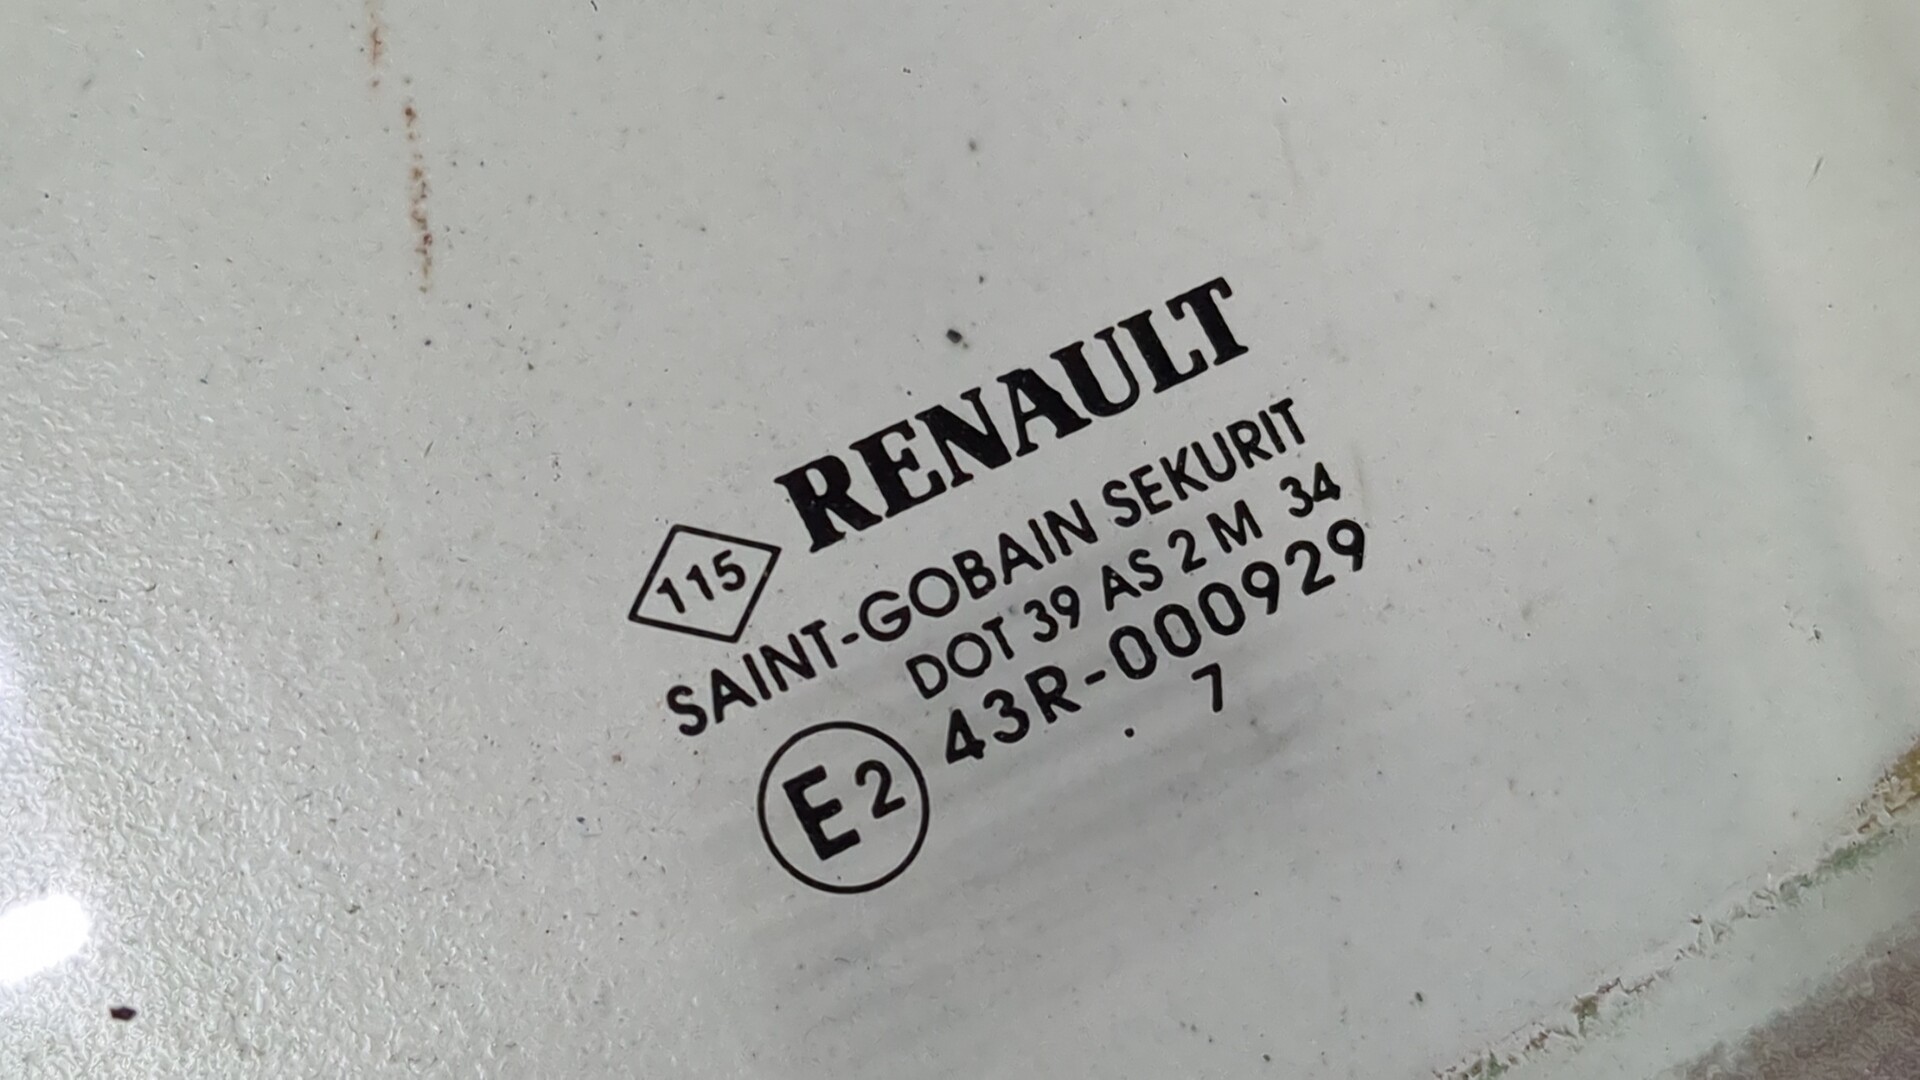 RENAULT
115
SAINT-GOBAIN SEKURIT
DOT 39 AS 2 M 34
E2 43R-000929
. 7